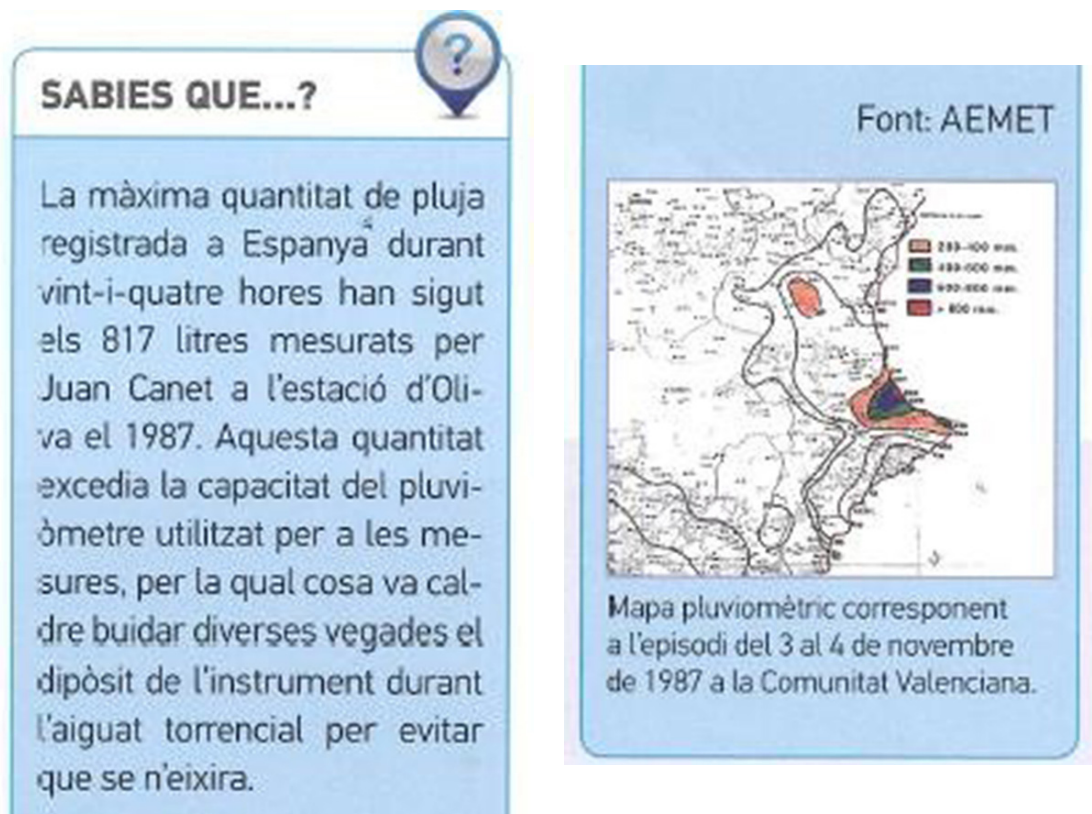 ?
SABIES QUE...?
La màxima quantitat de pluja
registrada a Espanya durant
vint-i-quatre hores han sigut
els 817 litres mesurats per
Juan Canet a l'estació d'Oli-
va el 1987. Aquesta quantitat
excedia la capacitat del pluvi-
òmetre utilitzat per a les me-
sures, per la qual cosa va cal-
dre buidar diverses vegades el
dipòsit de l'instrument durant
l'aiguat torrencial per evitar
que se n'eixira.
Font: AEMET
Mapa pluviomètric corresponent
a l'episodi del 3 al 4 de novembre
de 1987 a la Comunitat Valenciana.